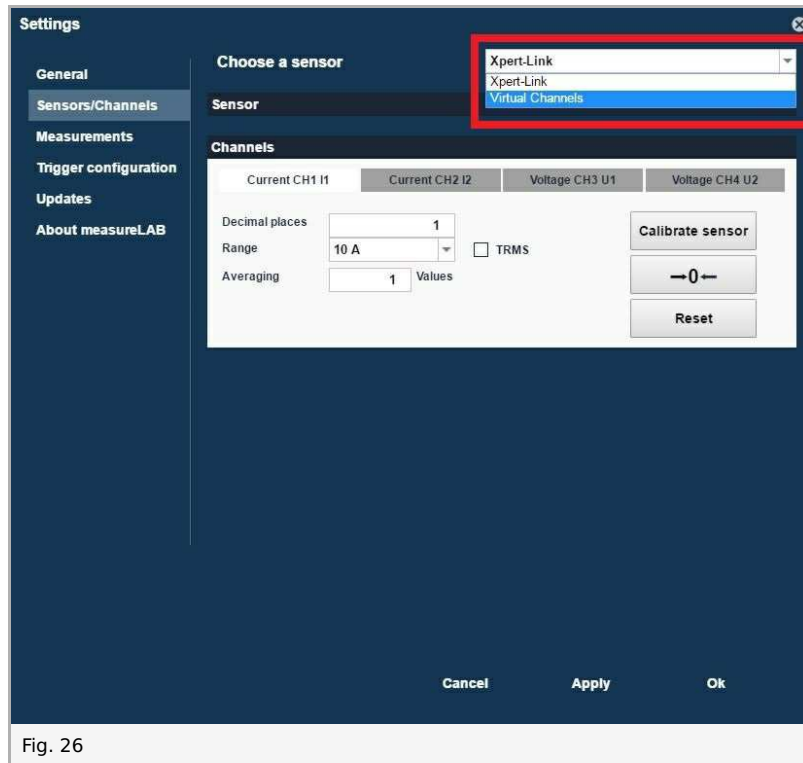 Settings
General
Sensors/Channels
Measurements
Trigger configuration
Updates
About measureLAB
Choose a sensor
Xpert-Link
Xpert-Link
Virtual Channels
Sensor
Channels
Current CH1 I1 Current CH2 I2 Voltage CH3 U1 Voltage CH4 U2
Decimal places 1
Range 10 A TRMS
Averaging 1 Values
Calibrate sensor
→0←
Reset
Cancel Apply Ok
Fig. 26